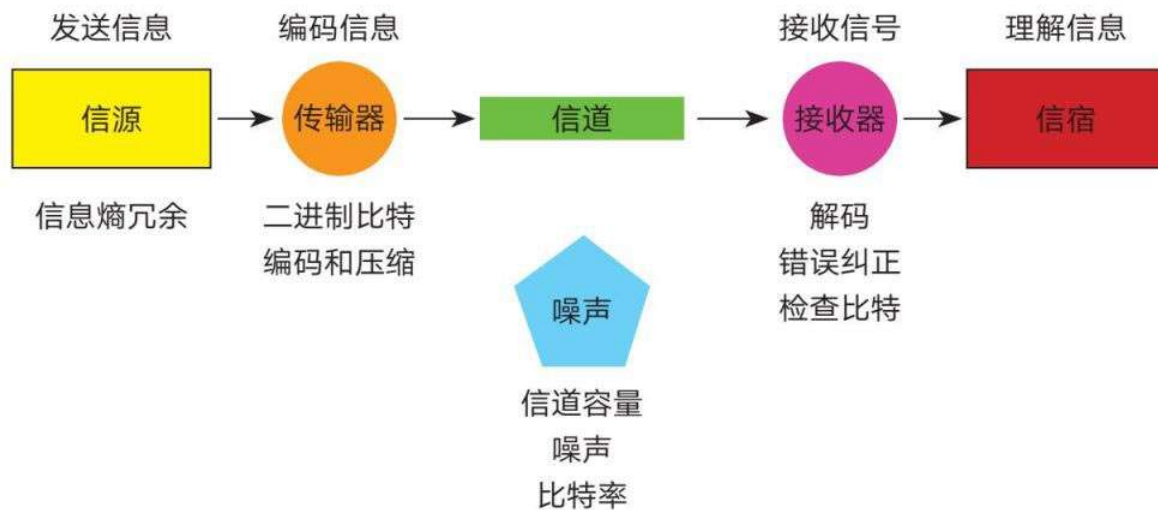 发送信息
编码信息
接收信号
理解信息
信源
传输器
信道
接收器
信宿
信息熵冗余
二进制比特
编码和压缩
解码
错误纠正
检查比特
噪声
信道容量
噪声
比特率